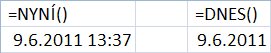 =NYNÍ() =DNES()
9.6.2011 13:37 9.6.2011